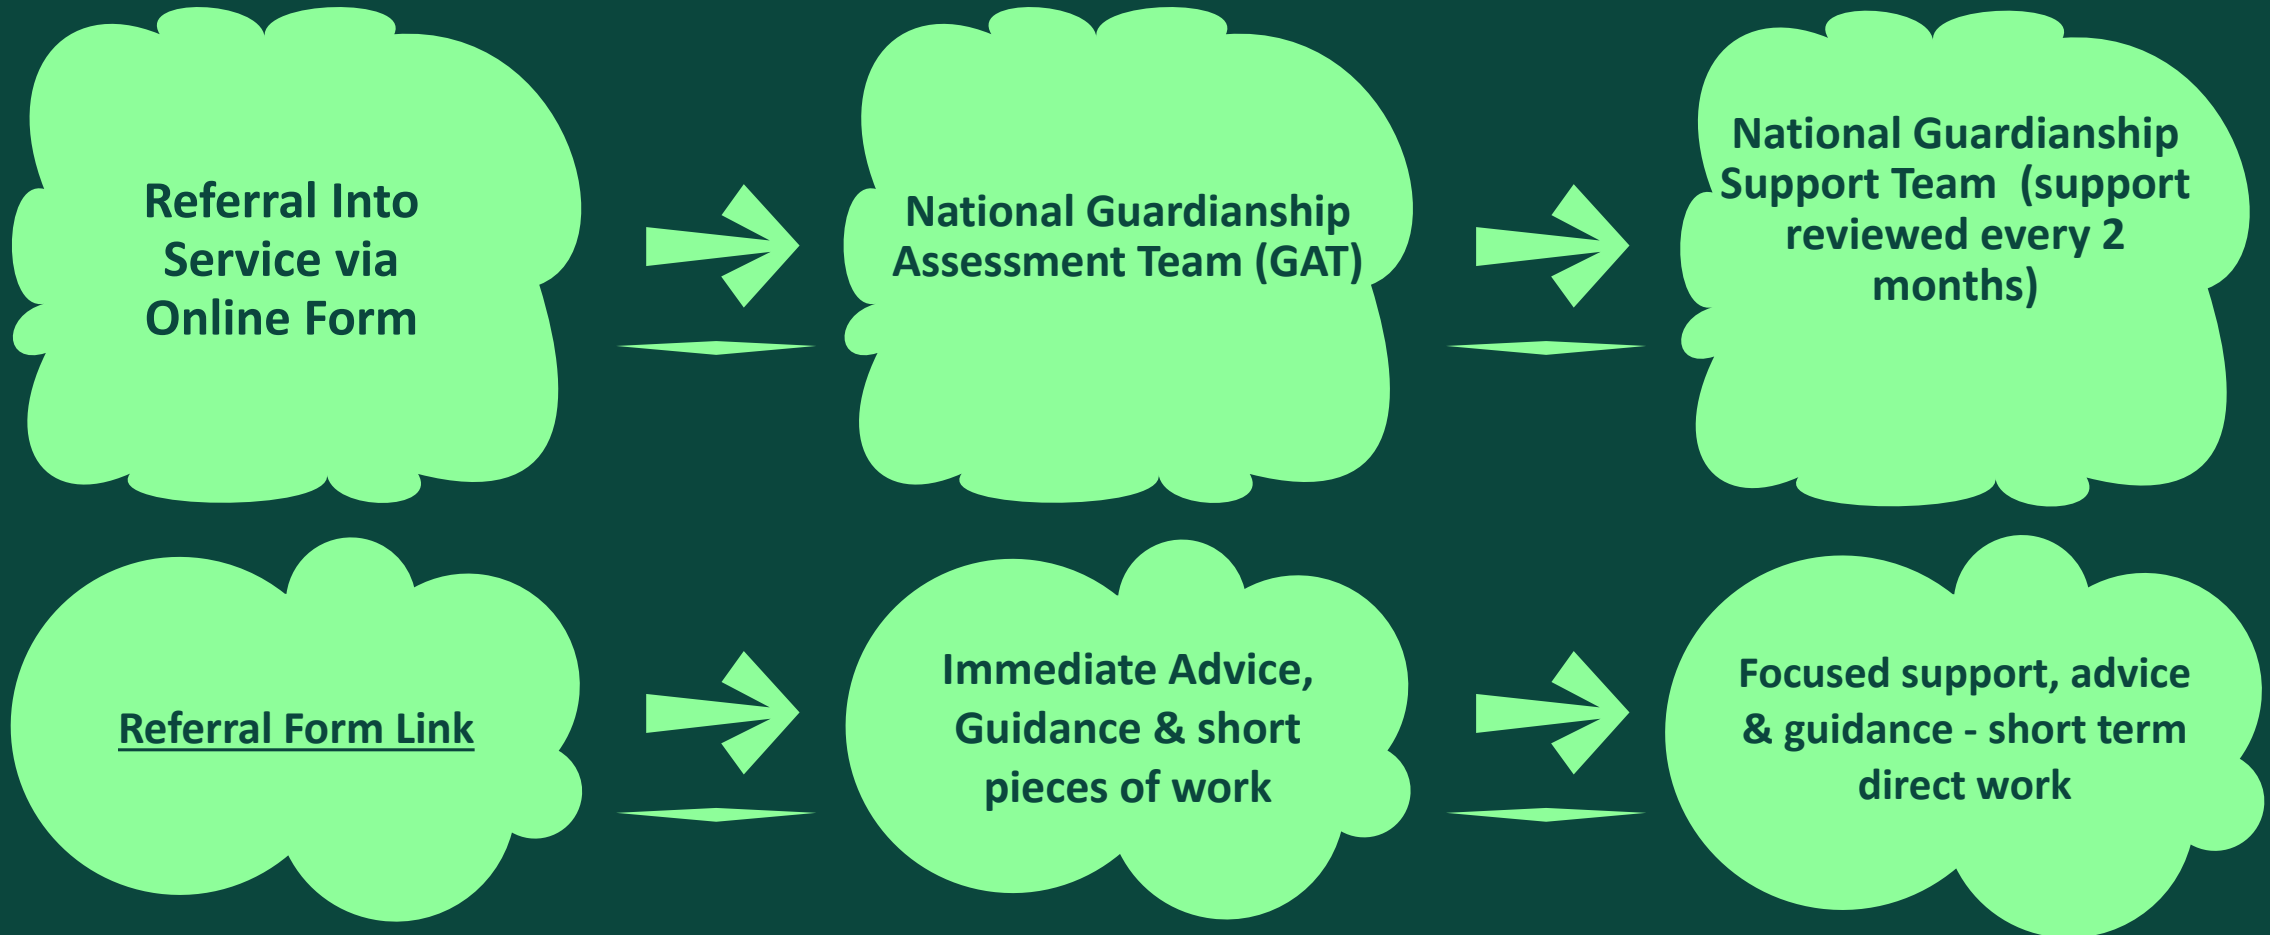 Referral Into
Service via
Online Form
National Guardianship
Assessment Team (GAT)
National Guardianship
Support Team  (support
reviewed every 2
months)
Referral Form Link
Immediate Advice,
Guidance & short
pieces of work
Focused support, advice
& guidance - short term
direct work